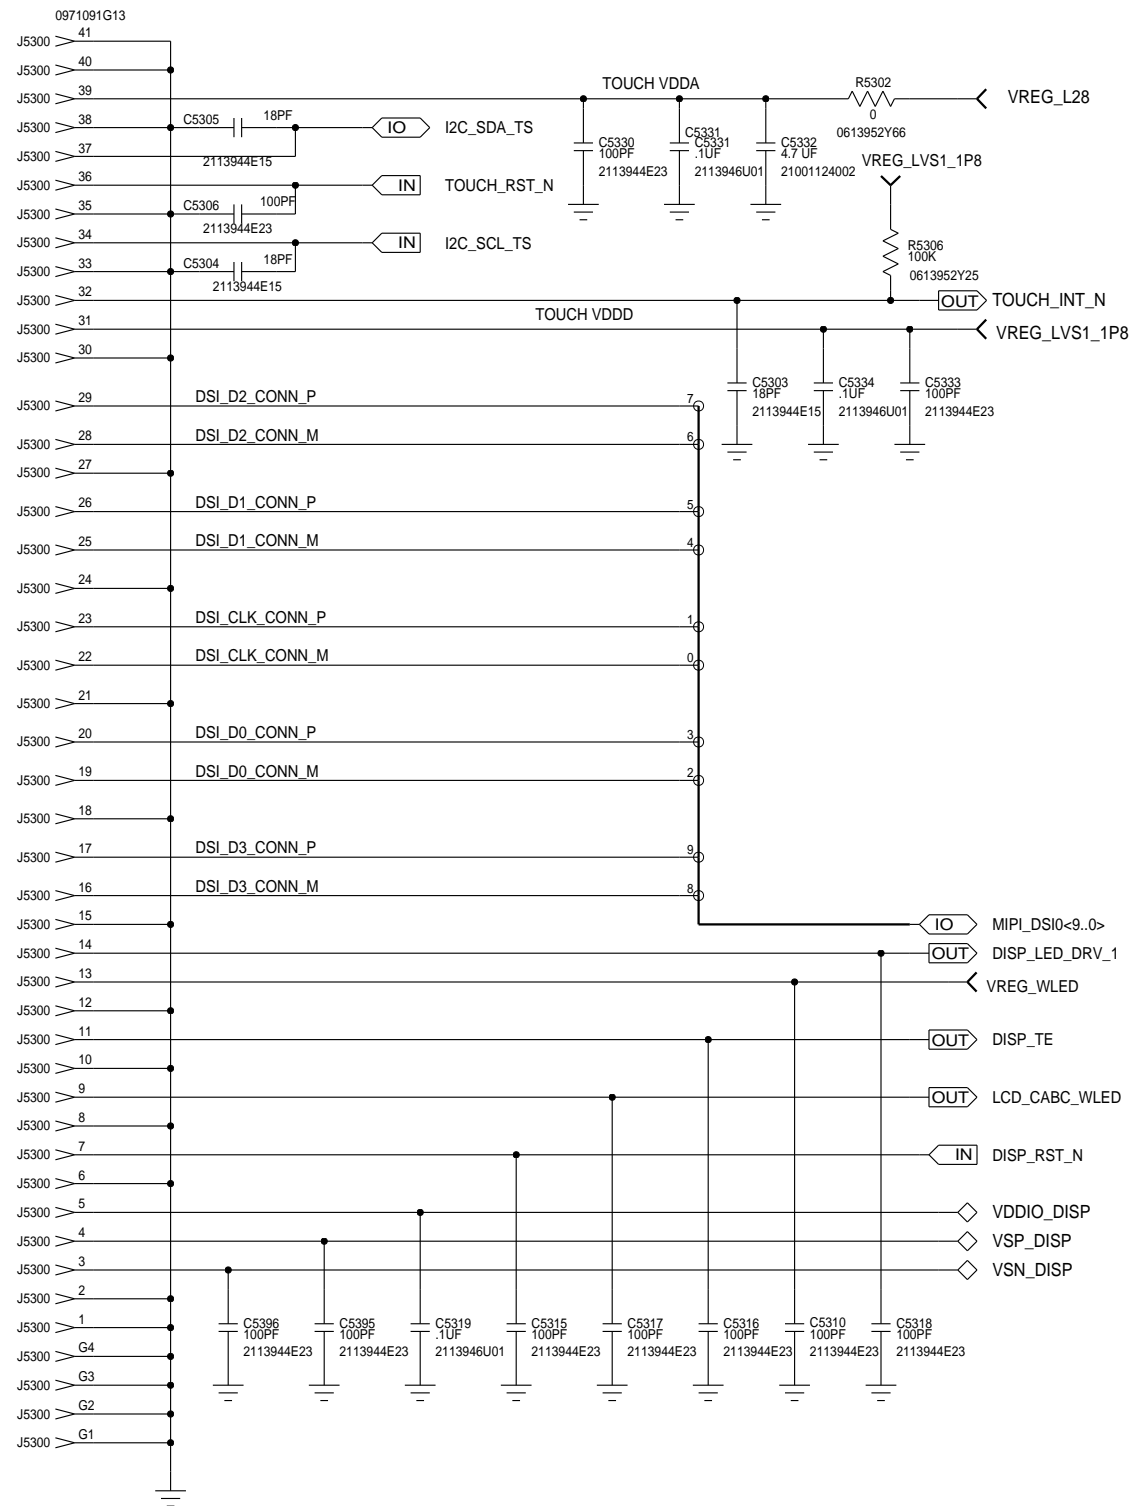 0971091G13
J5300 41
J5300 40
J5300 39 TOUCH VDDA R5302 0 0613952Y66 VREG_L28
J5300 38 C5305 18PF 2113944E15 IO I2C_SDA_TS
J5300 37
C5330 100PF 2113944E23
C5331
C5331 .1UF 2113946U01
C5332 4.7 UF 21001124002
VREG_LVS1_1P8
J5300 36 IN TOUCH_RST_N
J5300 35 C5306 100PF 2113944E23
J5300 34 IN I2C_SCL_TS
J5300 33 C5304 18PF 2113944E15
R5306 100K 0613952Y25
J5300 32 OUT TOUCH_INT_N
J5300 31 TOUCH VDDD VREG_LVS1_1P8
J5300 30
C5303 18PF 2113944E15
C5334 .1UF 2113946U01
C5333 100PF 2113944E23
J5300 29 DSI_D2_CONN_P 7
J5300 28 DSI_D2_CONN_M 6
J5300 27
J5300 26 DSI_D1_CONN_P 5
J5300 25 DSI_D1_CONN_M 4
J5300 24
J5300 23 DSI_CLK_CONN_P 1
J5300 22 DSI_CLK_CONN_M 0
J5300 21
J5300 20 DSI_D0_CONN_P 3
J5300 19 DSI_D0_CONN_M 2
J5300 18
J5300 17 DSI_D3_CONN_P 9
J5300 16 DSI_D3_CONN_M 8
J5300 15 IO MIPI_DSI0<9..0>
J5300 14 OUT DISP_LED_DRV_1
J5300 13 VREG_WLED
J5300 12
J5300 11 OUT DISP_TE
J5300 10
J5300 9 OUT LCD_CABC_WLED
J5300 8
J5300 7 IN DISP_RST_N
J5300 6
J5300 5 VDDIO_DISP
J5300 4 VSP_DISP
J5300 3 VSN_DISP
J5300 2
J5300 1
C5396 100PF 2113944E23
C5395 100PF 2113944E23
C5319 .1UF 2113946U01
C5315 100PF 2113944E23
C5317 100PF 2113944E23
C5316 100PF 2113944E23
C5310 100PF 2113944E23
C5318 100PF 2113944E23
J5300 G4
J5300 G3
J5300 G2
J5300 G1